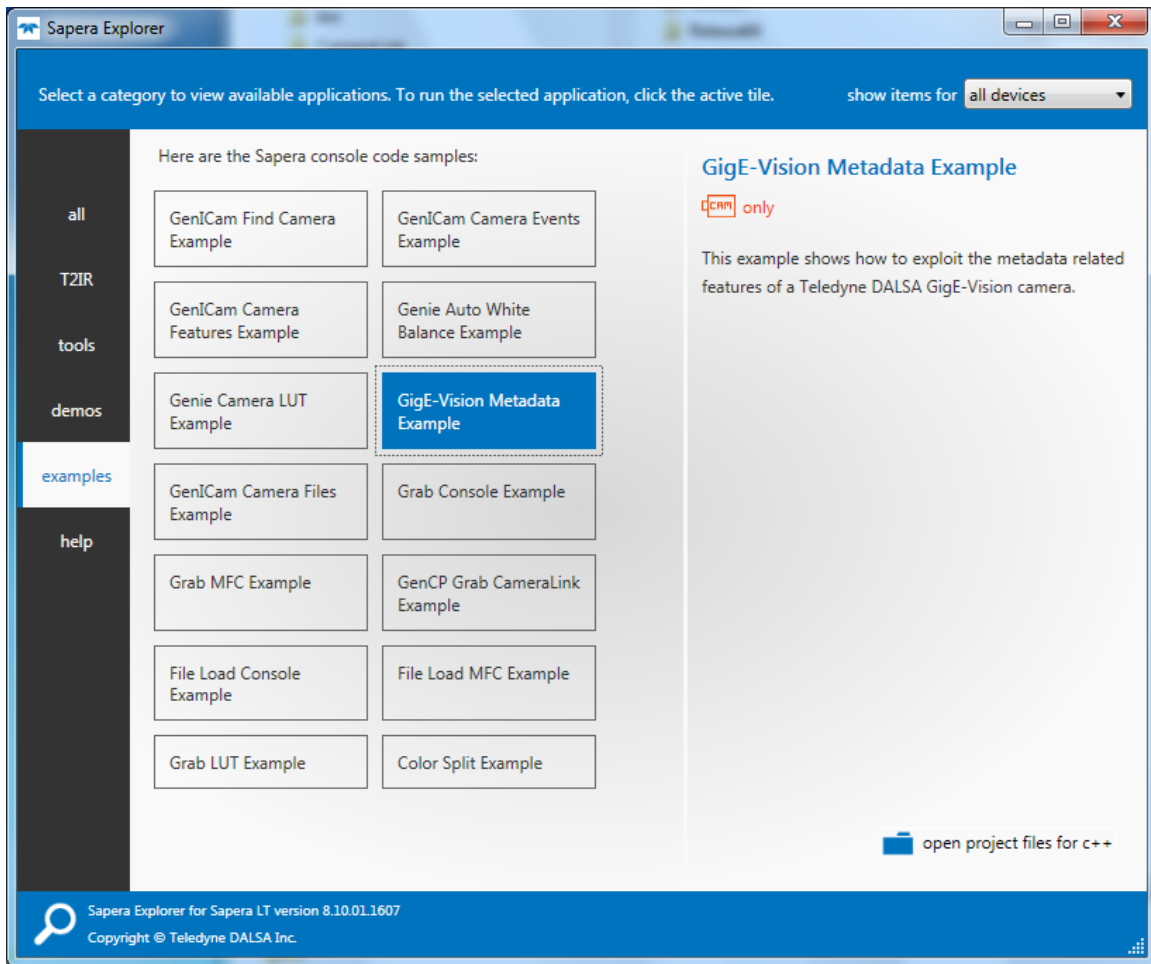 Sapera Explorer
Select a category to view available applications. To run the selected application, click the active tile.
show items for all devices
all
T2IR
tools
demos
examples
help
Here are the Sapera console code samples:
GenICam Find Camera
Example
GenICam Camera Events
Example
GenICam Camera
Features Example
Genie Auto White
Balance Example
Genie Camera LUT
Example
GigE-Vision Metadata
Example
GenICam Camera Files
Example
Grab Console Example
Grab MFC Example
GenCP Grab CameraLink
Example
File Load Console
Example
File Load MFC Example
Grab LUT Example
Color Split Example
GigE-Vision Metadata Example
CAM only
This example shows how to exploit the metadata related
features of a Teledyne DALSA GigE-Vision camera.
open project files for c++
Sapera Explorer for Sapera LT version 8.10.01.1607
Copyright © Teledyne DALSA Inc.